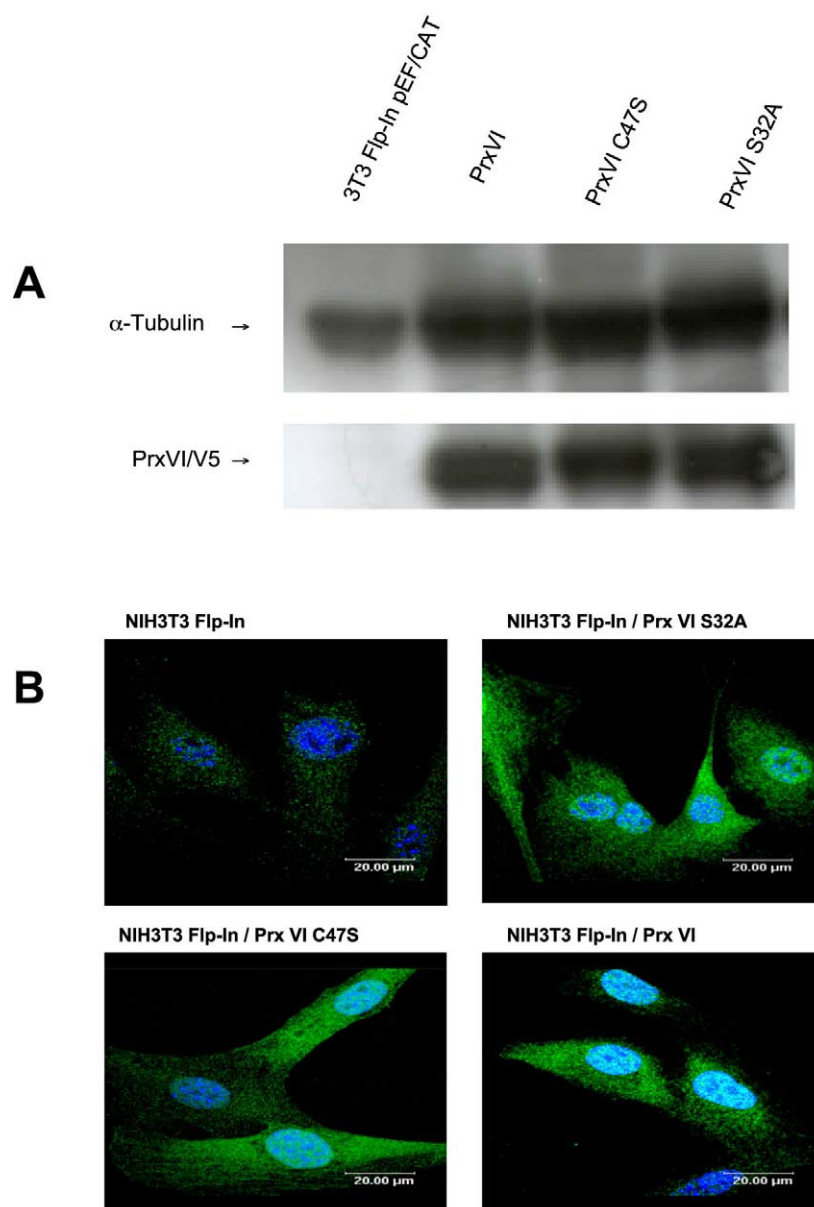 3T3 Flp-In pEF/CAT
PrxVI
PrxVI C47S
PrxVI S32A
A
α-Tubulin →
PrxVI/V5 →
B
NIH3T3 Flp-In
NIH3T3 Flp-In / Prx VI S32A
20.00 µm
20.00 µm
NIH3T3 Flp-In / Prx VI C47S
NIH3T3 Flp-In / Prx VI
20.00 µm
20.00 µm